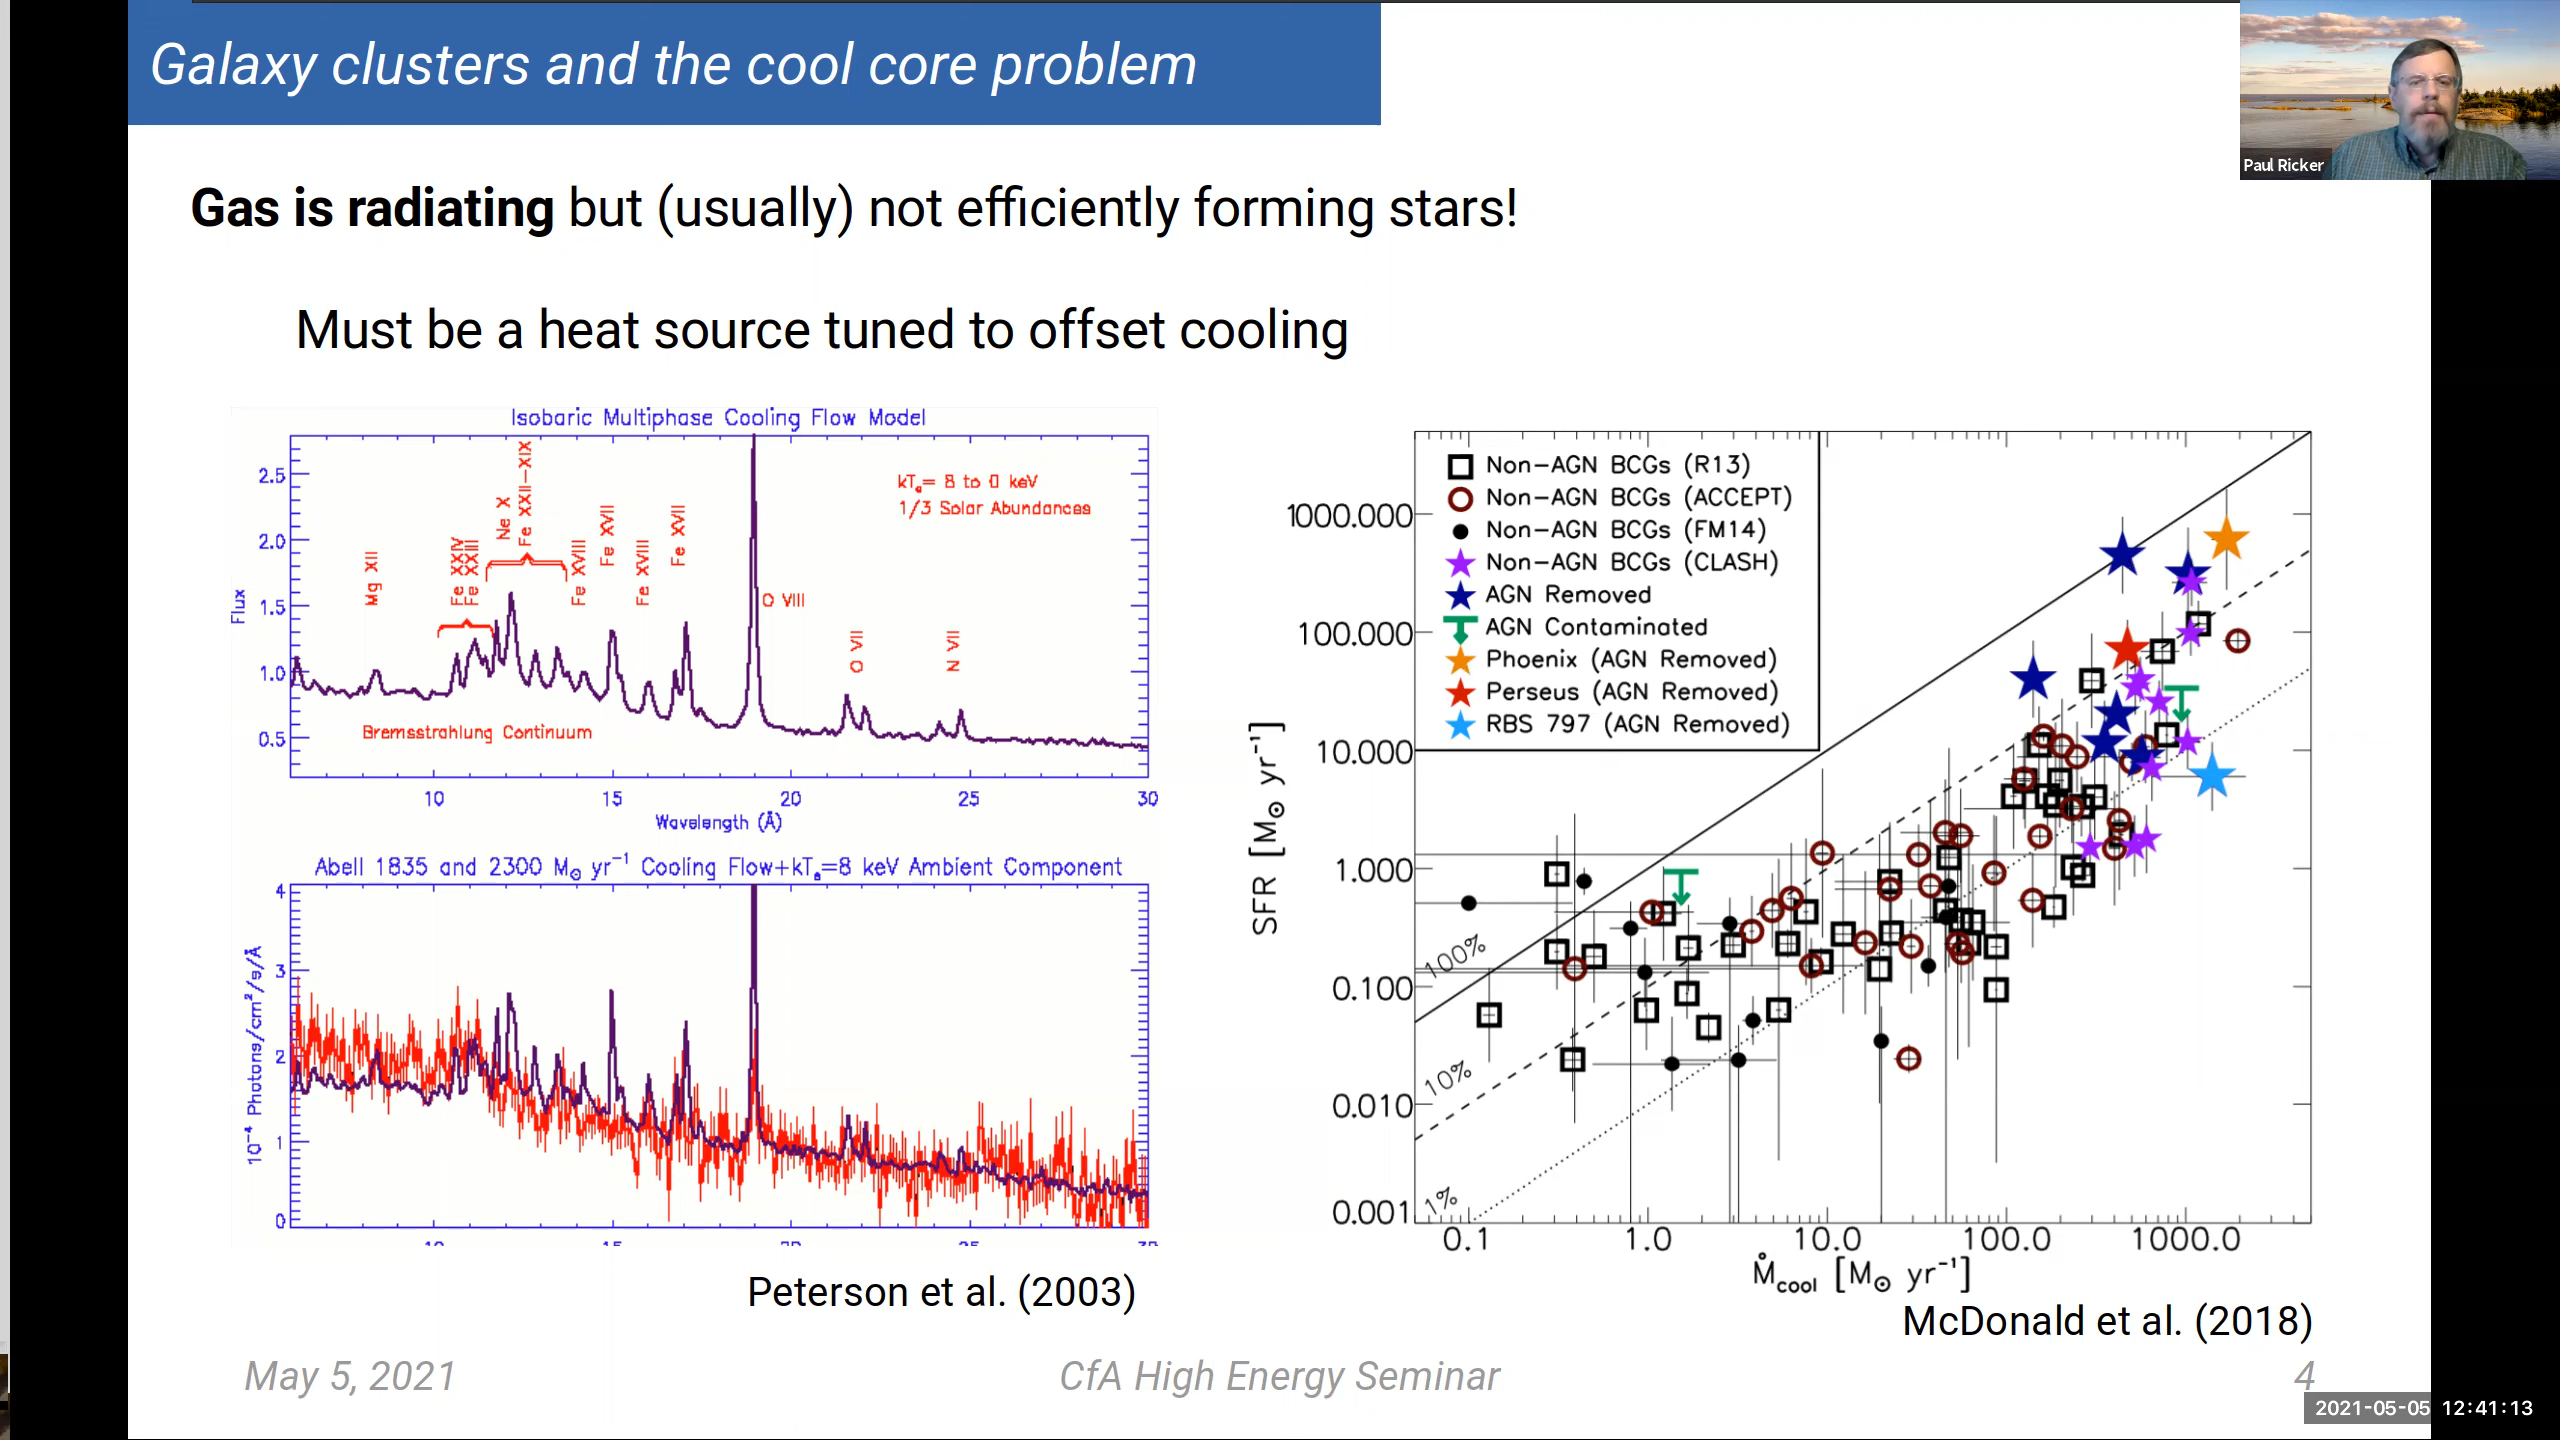 Galaxy clusters and the cool core problem
Paul Ricker
Gas is radiating but (usually) not efficiently forming stars!
Must be a heat source tuned to offset cooling
Isobaric Multiphase Cooling Flow Model
kTₑ= 8 to 0 keV
1/3 Solar Abundances
Mg XII
Fe XXIV
Fe XXIII
Ne X
Fe XXII-XIX
Fe XVIII
Fe XVII
Fe XVIII
Fe XVII
O VIII
O VII
N VII
Bremsstrahlung Continuum
Flux
2.5
2.0
1.5
1.0
0.5
10 15 20 25 30
Wavelength (Å)
Abell 1835 and 2300 M⊙ yr⁻¹ Cooling Flow+kTₑ=8 keV Ambient Component
10⁻⁴ Photons/cm²/s/Å
4
3
2
1
0
10 15 20 25 30
Peterson et al. (2003)
Non-AGN BCGs (R13)
Non-AGN BCGs (ACCEPT)
Non-AGN BCGs (FM14)
Non-AGN BCGs (CLASH)
AGN Removed
AGN Contaminated
Phoenix (AGN Removed)
Perseus (AGN Removed)
RBS 797 (AGN Removed)
SFR [M⊙ yr⁻¹]
1000.000
100.000
10.000
1.000
0.100
0.010
0.001
100%
10%
1%
0.1 1.0 10.0 100.0 1000.0
Ṁcool [M⊙ yr⁻¹]
McDonald et al. (2018)
May 5, 2021
CfA High Energy Seminar
4
2021-05-05 12:41:13